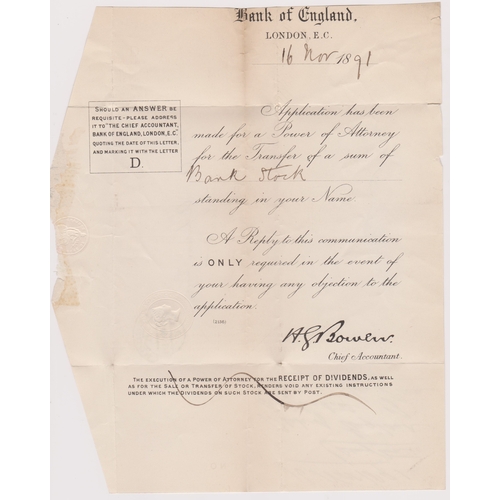 Bank of England,
LONDON, E.C.
16 Nov 1891
SHOULD AN ANSWER BE
REQUISITE-PLEASE ADDRESS
IT TO "THE CHIEF ACCOUNTANT,
BANK OF ENGLAND, LONDON, E.C."
QUOTING THE DATE OF THIS LETTER,
AND MARKING IT WITH THE LETTER
D.
Application has been
made for a Power of Attorney
for the Transfer of a sum of
Bank Stock
standing in your Name.
A Reply to this communication
is ONLY required in the event of
your having any objection to the
application.
H G Bowen.
Chief Accountant.
THE EXECUTION OF A POWER OF ATTORNEY FOR THE RECEIPT OF DIVIDENDS, AS WELL
AS FOR THE SALE OR TRANSFER OF STOCK, RENDERS VOID ANY EXISTING INSTRUCTIONS
UNDER WHICH THE DIVIDENDS ON SUCH STOCK ARE SENT BY POST.